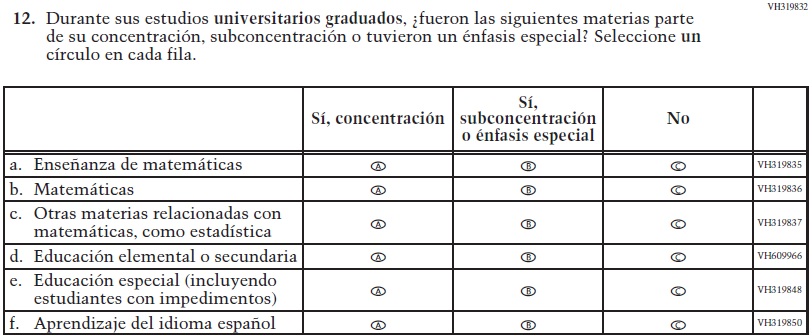 VH319832
12. Durante sus estudios universitarios graduados, ¿fueron las siguientes materias parte
de su concentración, subconcentración o tuvieron un énfasis especial? Seleccione un
círculo en cada fila.
Sí, concentración
Sí,
subconcentración
o énfasis especial
No
a. Enseñanza de matemáticas A B C VH319835
b. Matemáticas A B C VH319836
c. Otras materias relacionadas con
matemáticas, como estadística A B C VH319837
d. Educación elemental o secundaria A B C VH609966
e. Educación especial (incluyendo
estudiantes con impedimentos) A B C VH319848
f. Aprendizaje del idioma español A B C VH319850